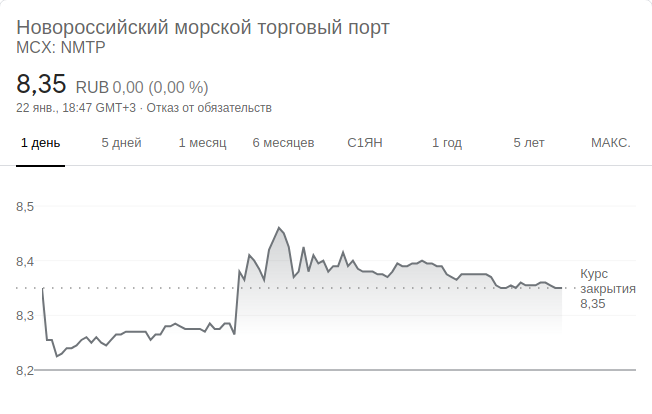 Новороссийский морской торговый порт
MCX: NMTP
8,35 RUB 0,00 (0,00 %)
22 янв., 18:47 GMT+3 · Отказ от обязательств
1 день 5 дней 1 месяц 6 месяцев С1ЯН 1 год 5 лет МАКС.
8,5
8,4
Курс
закрытия
8,35
8,3
8,2